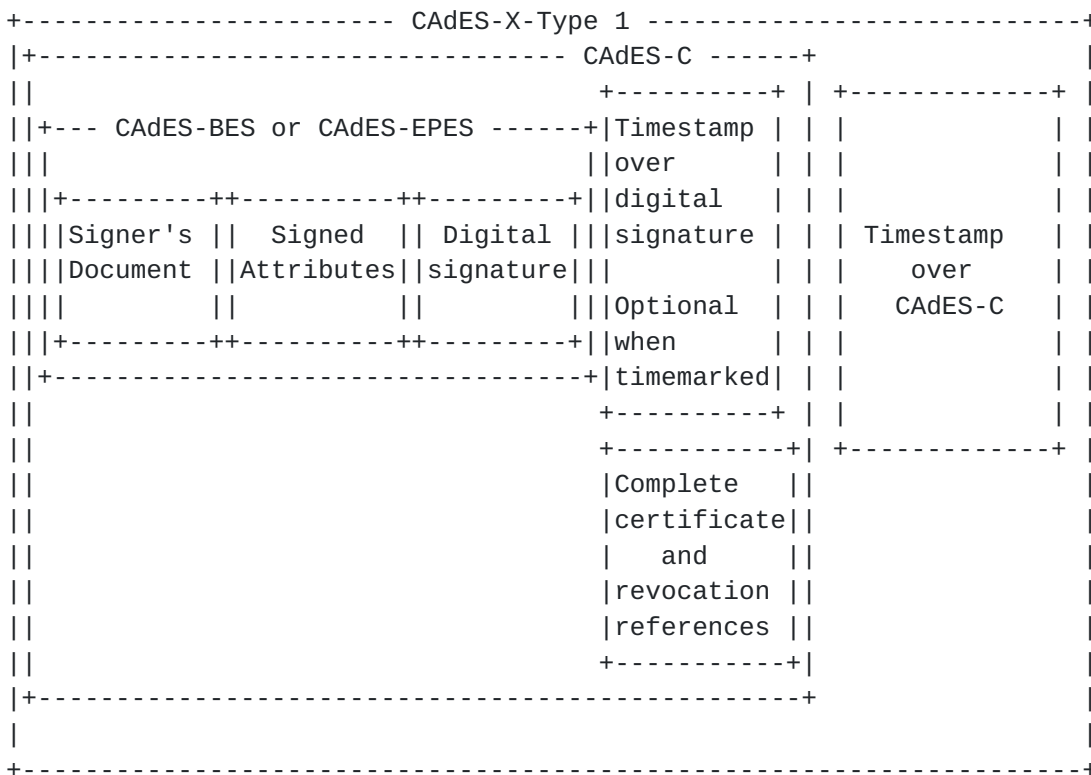 CAdES-X-Type 1
CAdES-C
CAdES-BES or CAdES-EPES
Signer's
Document
Signed
Attributes
Digital
signature
Timestamp
over
digital
signature
Optional
when
timemarked
Complete
certificate
and
revocation
references
Timestamp
over
CAdES-C